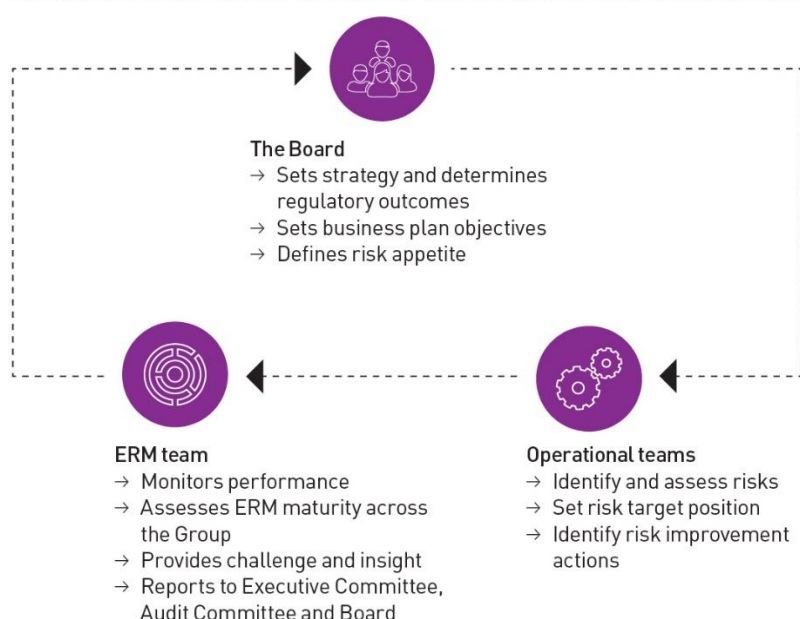 The Board
→ Sets strategy and determines
regulatory outcomes
→ Sets business plan objectives
→ Defines risk appetite
ERM team
→ Monitors performance
→ Assesses ERM maturity across
the Group
→ Provides challenge and insight
→ Reports to Executive Committee,
Audit Committee and Board
Operational teams
→ Identify and assess risks
→ Set risk target position
→ Identify risk improvement
actions